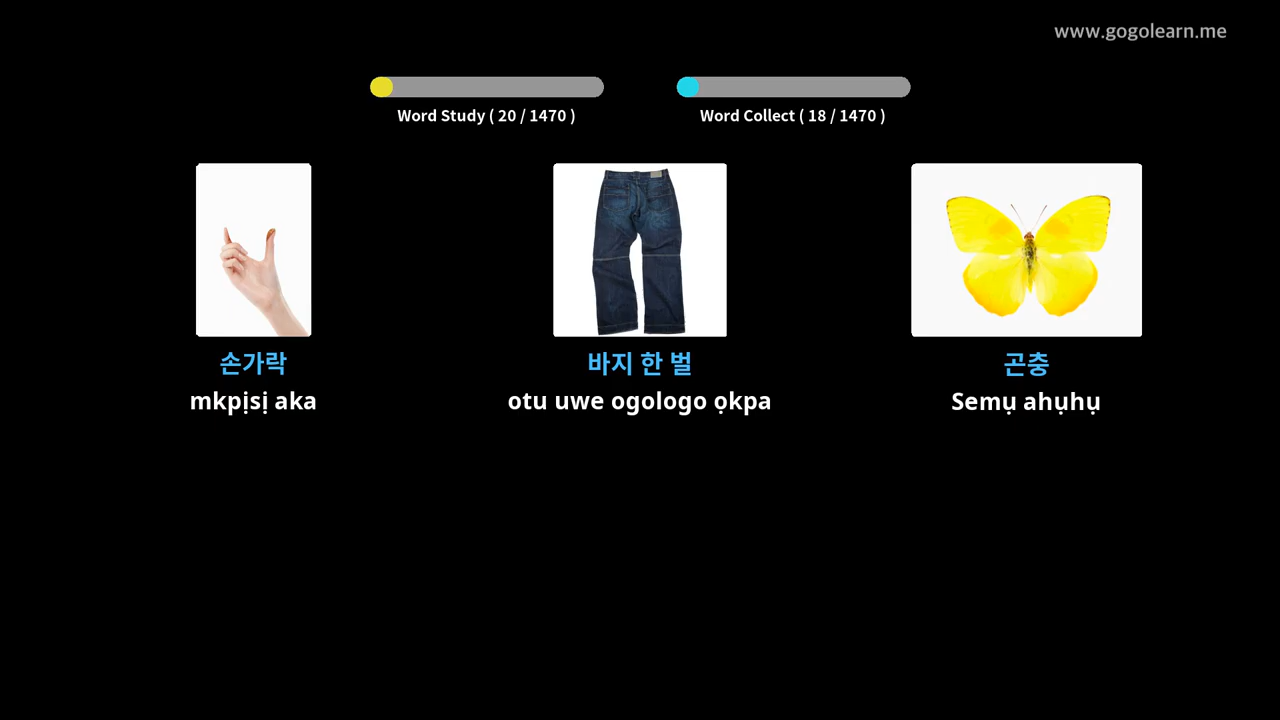 www.gogolearn.me
Word Study ( 20 / 1470 )
Word Collect ( 18 / 1470 )
손가락
바지 한 벌
곤충
mkpịsị aka
otu uwe ogologo ọkpa
Semụ ahụhụ